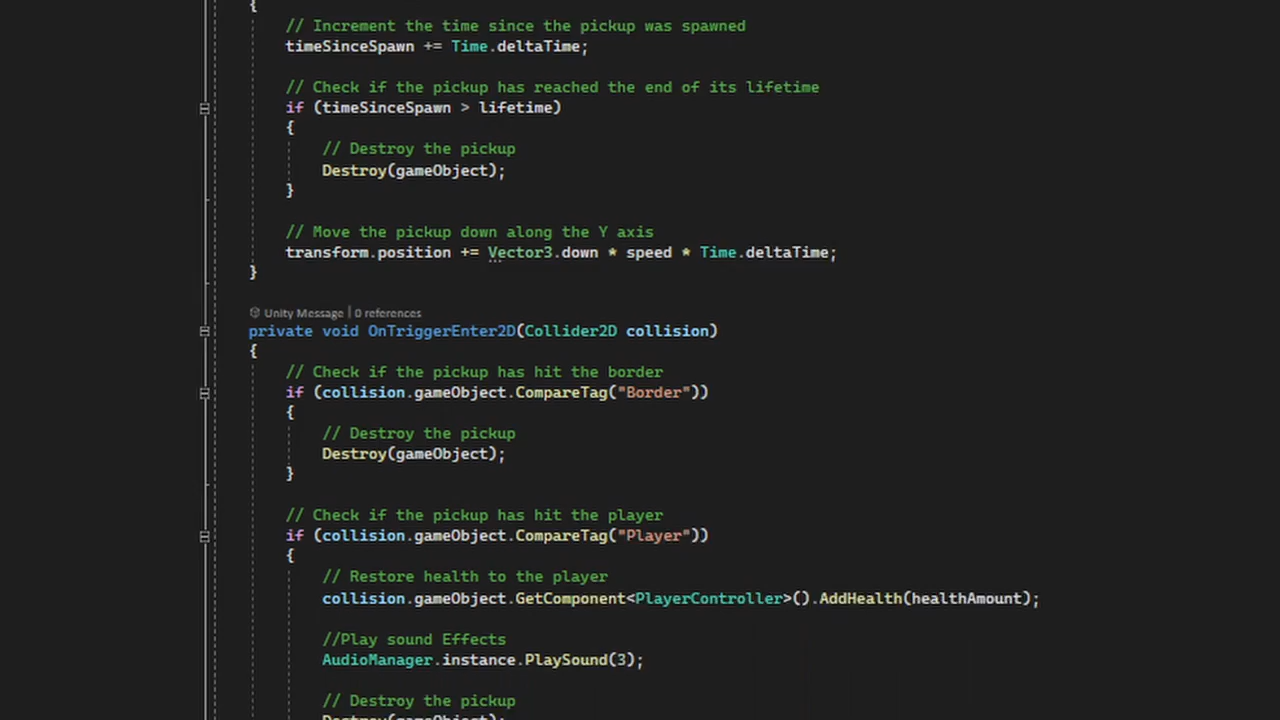 {
// Increment the time since the pickup was spawned
timeSinceSpawn += Time.deltaTime;
// Check if the pickup has reached the end of its lifetime
if (timeSinceSpawn > lifetime)
{
// Destroy the pickup
Destroy(gameObject);
}
// Move the pickup down along the Y axis
transform.position += Vector3.down * speed * Time.deltaTime;
}
Unity Message | 0 references
private void OnTriggerEnter2D(Collider2D collision)
{
// Check if the pickup has hit the border
if (collision.gameObject.CompareTag("Border"))
{
// Destroy the pickup
Destroy(gameObject);
}
// Check if the pickup has hit the player
if (collision.gameObject.CompareTag("Player"))
{
// Restore health to the player
collision.gameObject.GetComponent<PlayerController>().AddHealth(healthAmount);
//Play sound Effects
AudioManager.instance.PlaySound(3);
// Destroy the pickup
Destroy(gameObject);